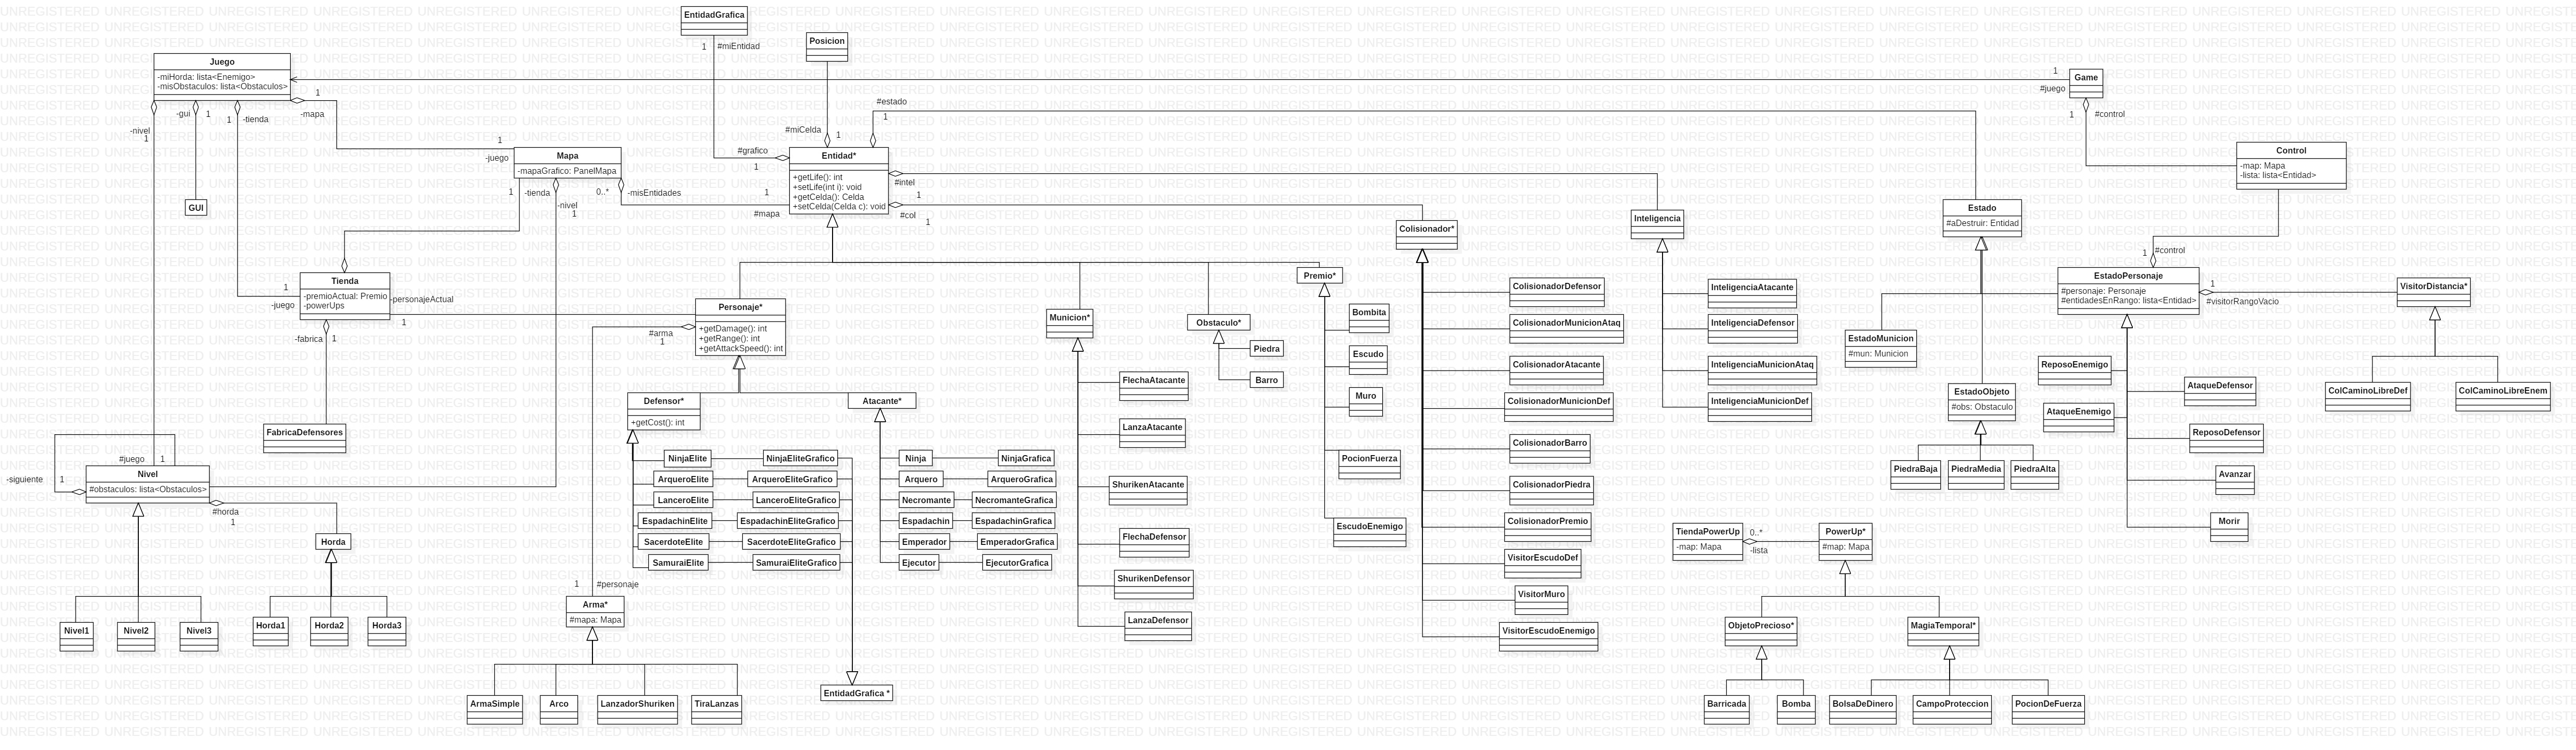 EntidadGrafica
1
#miEntidad
Posicion
Juego
-miHorda: lista<Enemigo>
-misObstaculos: lista<Obstaculos>
1
-mapa
-gui
1
1
-tienda
-nivel
1
1
#juego
Game
1
#control
#estado
1
#miCelda
1
#grafico
1
1
-juego
Mapa
-mapaGrafico: PanelMapa
Entidad*
+getLife(): int
+setLife(int i): void
+getCelda(): Celda
+setCelda(Celda c): void
#intel
1
#col
1
Control
-map: Mapa
-lista: lista<Entidad>
1
-tienda
-nivel
1
0..*
-misEntidades
1
#mapa
GUI
Colisionador*
Inteligencia
Estado
#aDestruir: Entidad
1
#control
Tienda
-premioActual: Premio
-powerUps
1
-juego
-personajeActual
1
-fabrica
1
Personaje*
+getDamage(): int
+getRange(): int
+getAttackSpeed(): int
#arma
1
Municion*
Obstaculo*
Piedra
Barro
Premio*
Bombita
Escudo
Muro
PocionFuerza
EscudoEnemigo
ColisionadorDefensor
ColisionadorMunicionAtaq
ColisionadorAtacante
ColisionadorMunicionDef
ColisionadorBarro
ColisionadorPiedra
ColisionadorPremio
VisitorEscudoDef
VisitorMuro
VisitorEscudoEnemigo
InteligenciaAtacante
InteligenciaDefensor
InteligenciaMunicionAtaq
InteligenciaMunicionDef
EstadoPersonaje
#personaje: Personaje
#entidadesEnRango: lista<Entidad>
1
#visitorRangoVacio
VisitorDistancia*
EstadoMunicion
#mun: Municion
EstadoObjeto
#obs: Obstaculo
PiedraBaja
PiedraMedia
PiedraAlta
ReposoEnemigo
AtaqueDefensor
AtaqueEnemigo
ReposoDefensor
Avanzar
Morir
ColCaminoLibreDef
ColCaminoLibreEnem
FlechaAtacante
LanzaAtacante
ShurikenAtacante
FlechaDefensor
ShurikenDefensor
LanzaDefensor
Defensor*
+getCost(): int
Atacante*
FabricaDefensores
NinjaElite
NinjaEliteGrafico
Ninja
NinjaGrafica
ArqueroElite
ArqueroEliteGrafico
Arquero
ArqueroGrafica
LanceroElite
LanceroEliteGrafico
Necromante
NecromanteGrafica
EspadachinElite
EspadachinEliteGrafico
Espadachin
EspadachinGrafica
SacerdoteElite
SacerdoteEliteGrafico
Emperador
EmperadorGrafica
SamuraiElite
SamuraiEliteGrafico
Ejecutor
EjecutorGrafica
#juego
1
-siguiente
1
Nivel
#obstaculos: lista<Obstaculos>
#horda
1
Horda
Nivel1
Nivel2
Nivel3
Horda1
Horda2
Horda3
1
#personaje
Arma*
#mapa: Mapa
ArmaSimple
Arco
LanzadorShuriken
TiraLanzas
EntidadGrafica *
TiendaPowerUp
-map: Mapa
0..*
-lista
PowerUp*
#map: Mapa
ObjetoPrecioso*
MagiaTemporal*
Barricada
Bomba
BolsaDeDinero
CampoProteccion
PocionDeFuerza
UNREGISTERED